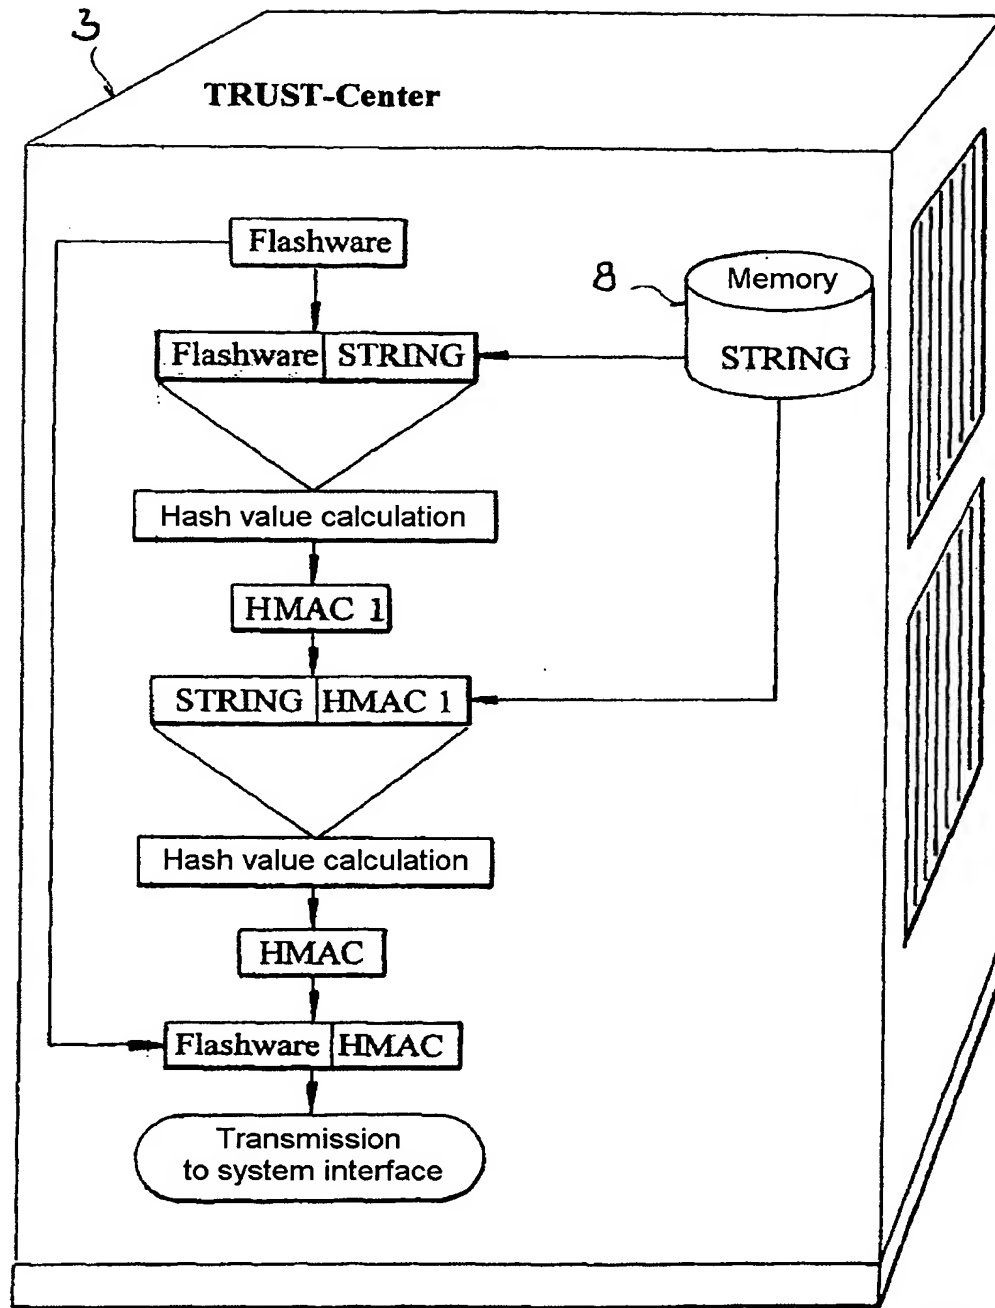 3
TRUST-Center
Flashware
8
Memory
STRING
Flashware STRING
Hash value calculation
HMAC 1
STRING HMAC 1
Hash value calculation
HMAC
Flashware HMAC
Transmission
to system interface